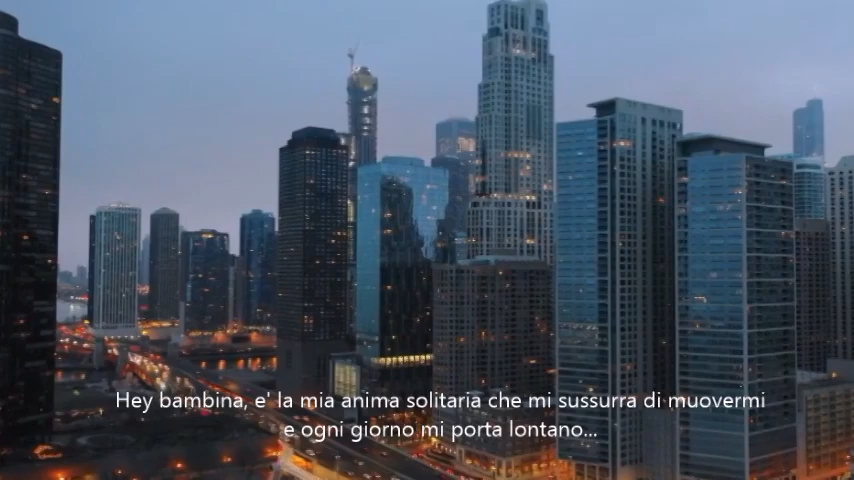 Hey bambina, e' la mia anima solitaria che mi sussurra di muovermi
e ogni giorno mi porta lontano...